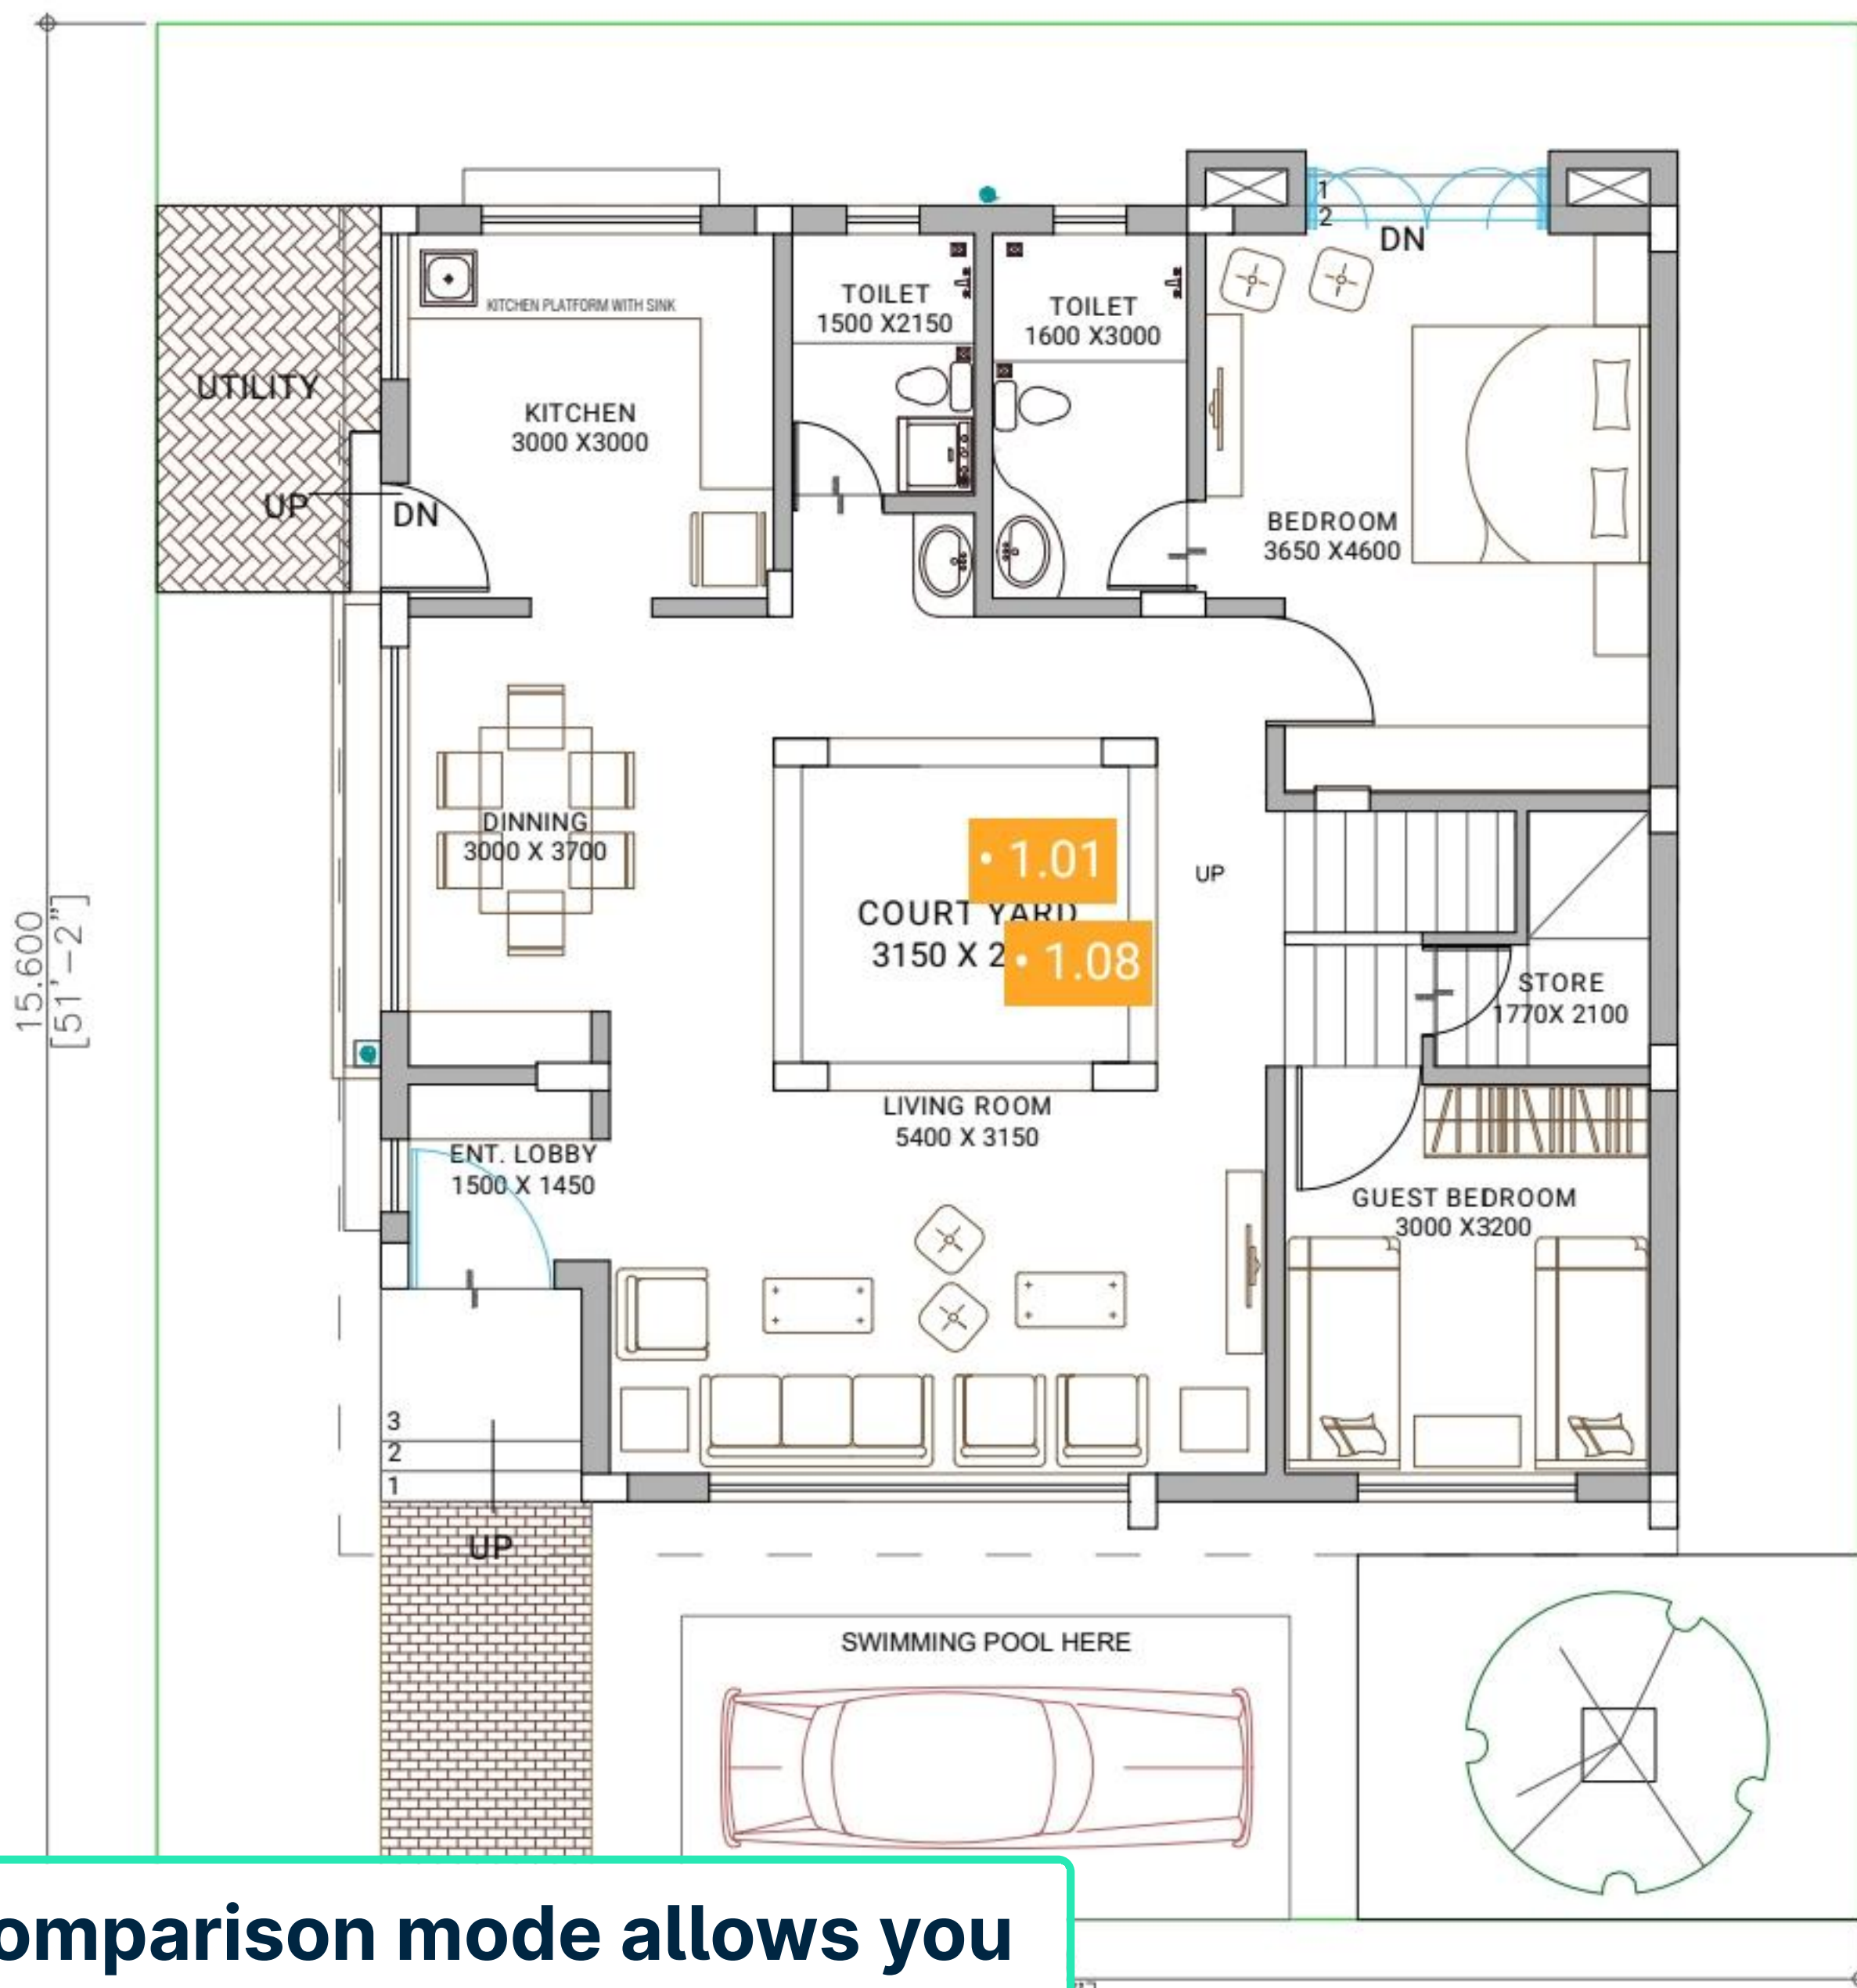 1
2
DN
TOILET
1500 X2150
TOILET
1600 X3000
KITCHEN PLATFORM WITH SINK
UTILITY
KITCHEN
3000 X3000
UP
DN
BEDROOM
3650 X4600
DINNING
3000 X 3700
• 1.01
UP
COURT YARD
3150 X 2
• 1.08
15.600
[51'-2"]
STORE
1770X 2100
LIVING ROOM
5400 X 3150
ENT. LOBBY
1500 X 1450
GUEST BEDROOM
3000 X3200
3
2
1
UP
SWIMMING POOL HERE
omparison mode allows you